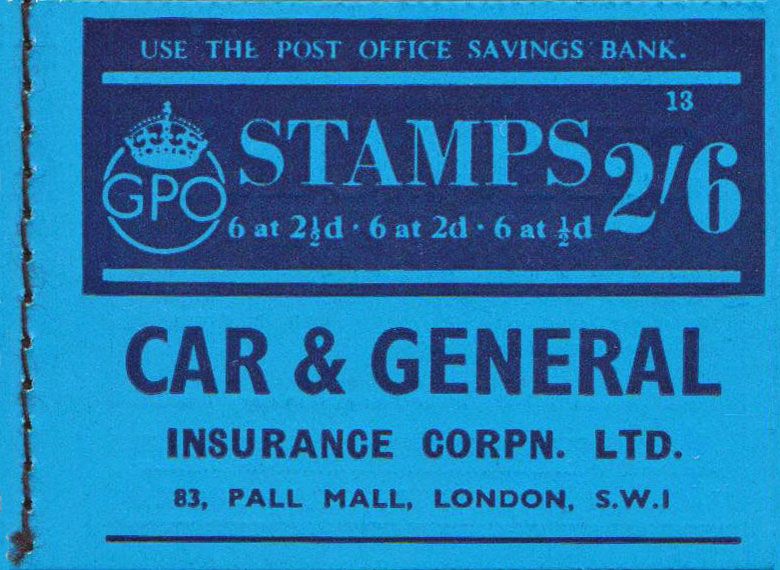 USE THE POST OFFICE SAVINGS BANK.
13
GPO STAMPS 2/6
6 at 2½d · 6 at 2d · 6 at ½d
CAR & GENERAL
INSURANCE CORPN. LTD.
83, PALL MALL, LONDON, S.W.1